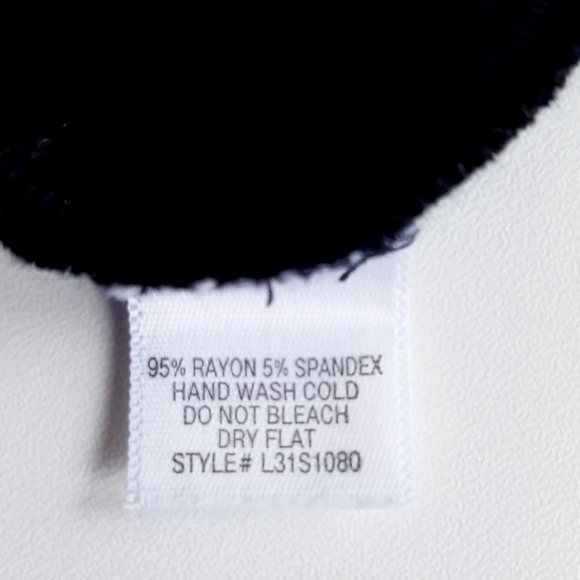 95% RAYON 5% SPANDEX
HAND WASH COLD
DO NOT BLEACH
DRY FLAT
STYLE# L31S1080